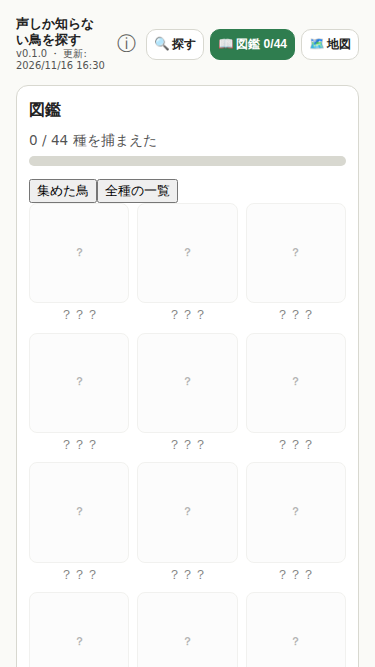 声しか知らな
い鳥を探す
v0.1.0 ・ 更新:
2026/11/16 16:30
ⓘ
🔍 探す
📖 図鑑 0/44
🗺️ 地図
図鑑
0 / 44 種を捕まえた
集めた鳥
全種の一覧
? ? ?
？？？ ？？？ ？？？
? ? ?
？？？ ？？？ ？？？
? ? ?
？？？ ？？？ ？？？
? ? ?